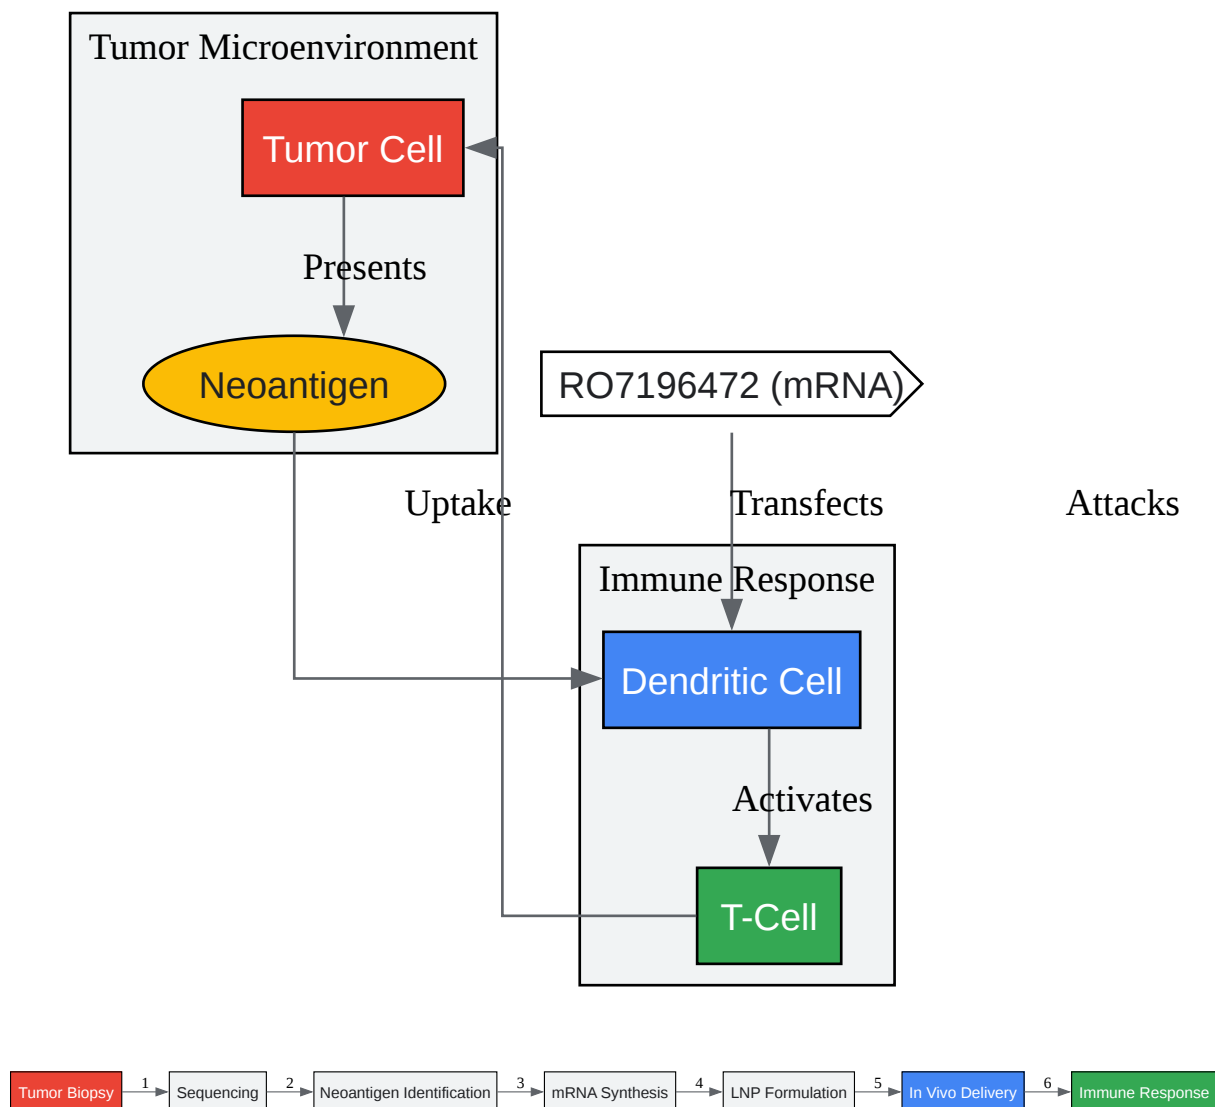 Tumor Microenvironment
Tumor Cell
Presents
Neoantigen
RO7196472 (mRNA)
Uptake
Transfects
Attacks
Immune Response
Dendritic Cell
Activates
T-Cell
Tumor Biopsy
1
Sequencing
2
Neoantigen Identification
3
mRNA Synthesis
4
LNP Formulation
5
In Vivo Delivery
6
Immune Response